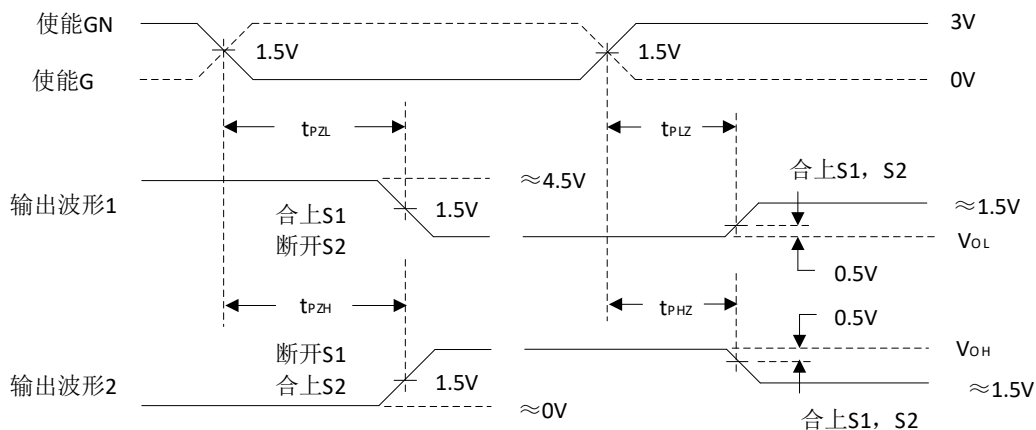 使能GN
3V
1.5V
1.5V
使能G
0V
tPZL
tPLZ
合上S1，S2
≈4.5V
输出波形1
合上S1
断开S2
1.5V
≈1.5V
VOL
0.5V
tPZH
tPHZ
0.5V
断开S1
合上S2
VOH
输出波形2
1.5V
≈1.5V
≈0V
合上S1，S2